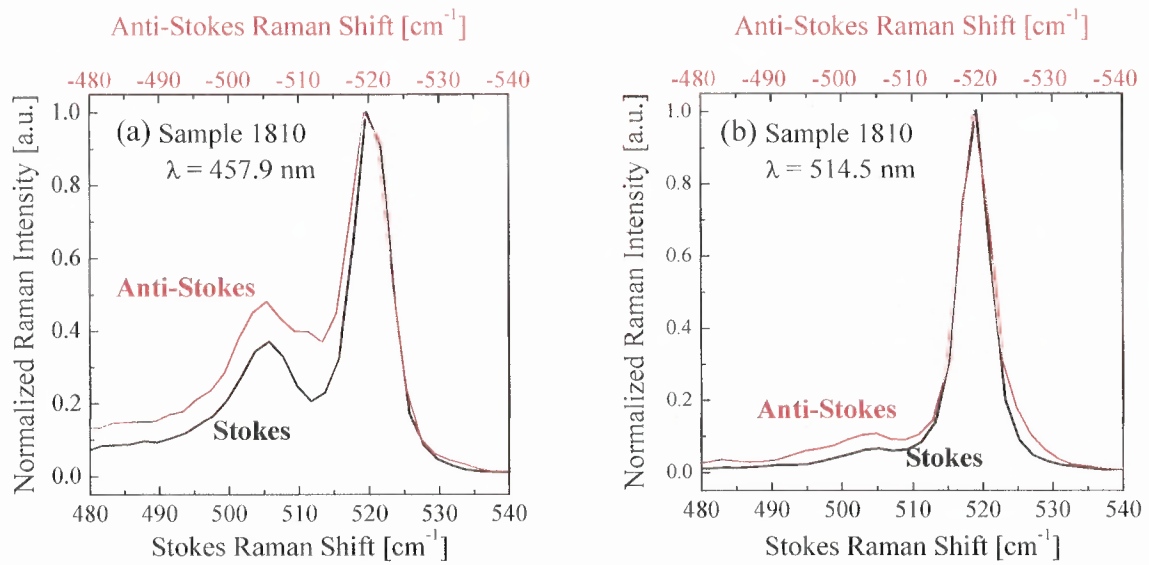 Anti-Stokes Raman Shift [cm⁻¹]
-480 -490 -500 -510 -520 -530 -540
Normalized Raman Intensity [a.u.]
1.0
0.8
0.6
0.4
0.2
0.0
(a) Sample 1810
λ = 457.9 nm
Anti-Stokes
Stokes
480 490 500 510 520 530 540
Stokes Raman Shift [cm⁻¹]
Anti-Stokes Raman Shift [cm⁻¹]
-480 -490 -500 -510 -520 -530 -540
Normalized Raman Intensity [a.u.]
1.0
0.8
0.6
0.4
0.2
0.0
(b) Sample 1810
λ = 514.5 nm
Anti-Stokes
Stokes
480 490 500 510 520 530 540
Stokes Raman Shift [cm⁻¹]